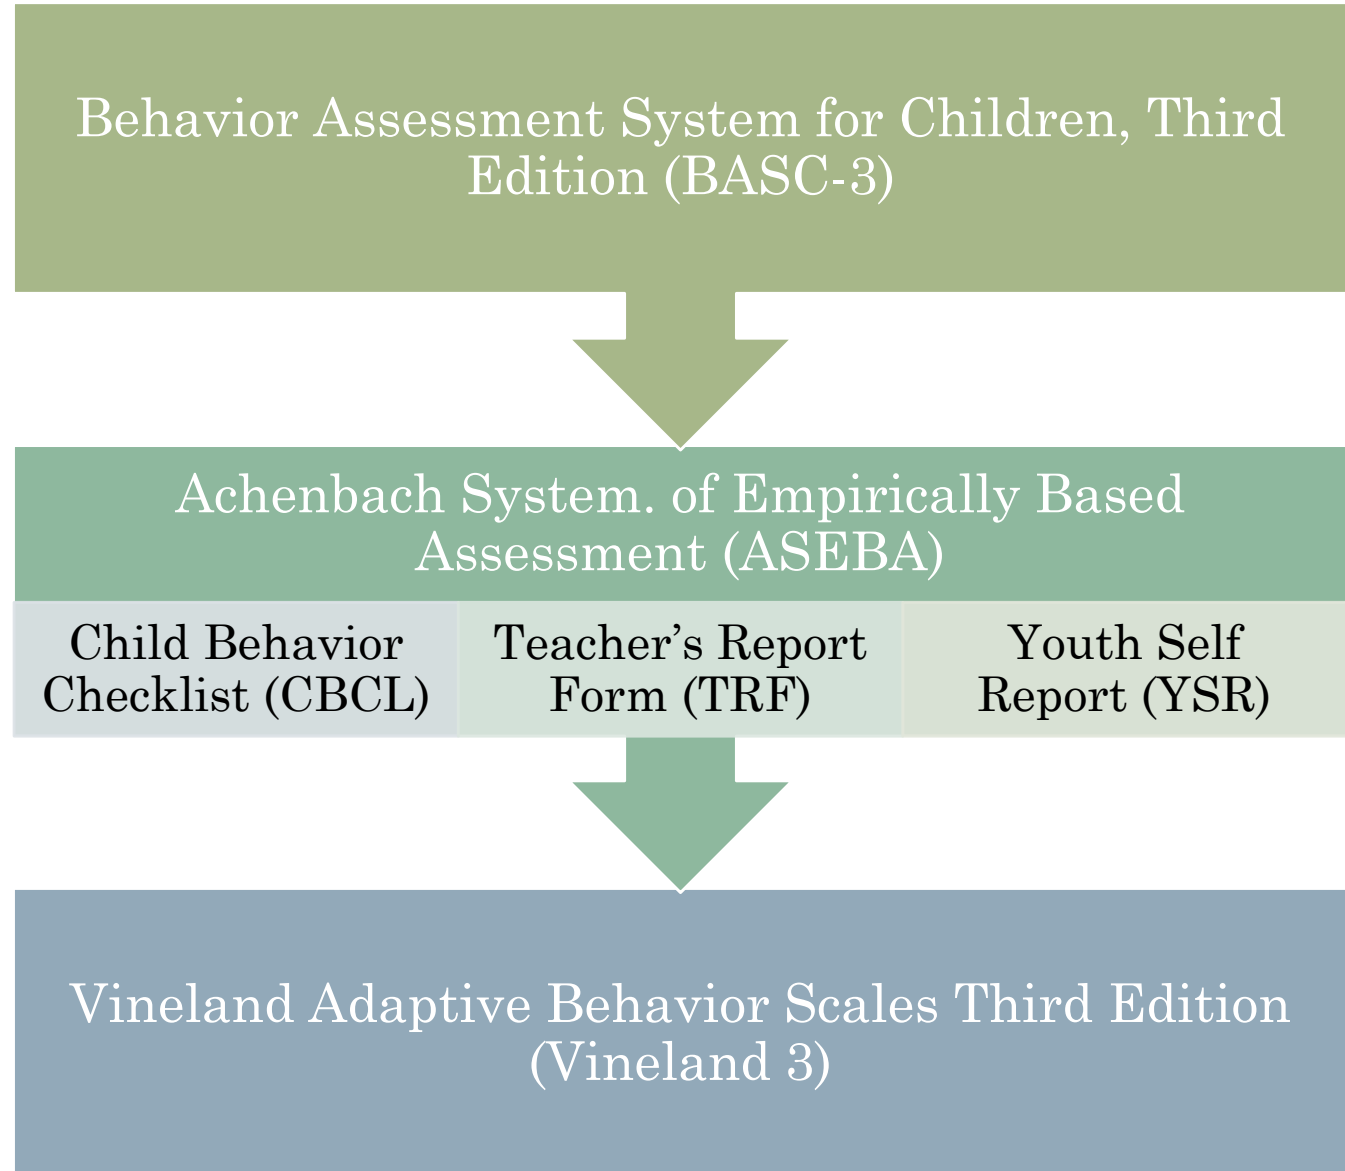 Behavior Assessment System for Children, Third
Edition (BASC-3)
Achenbach System. of Empirically Based
Assessment (ASEBA)
Child Behavior
Checklist (CBCL)
Teacher’s Report
Form (TRF)
Youth Self
Report (YSR)
Vineland Adaptive Behavior Scales Third Edition
(Vineland 3)